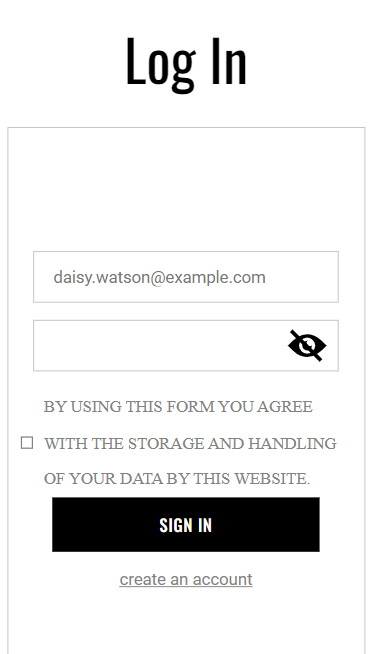 Log In
daisy.watson@example.com
BY USING THIS FORM YOU AGREE
WITH THE STORAGE AND HANDLING
OF YOUR DATA BY THIS WEBSITE.
SIGN IN
create an account